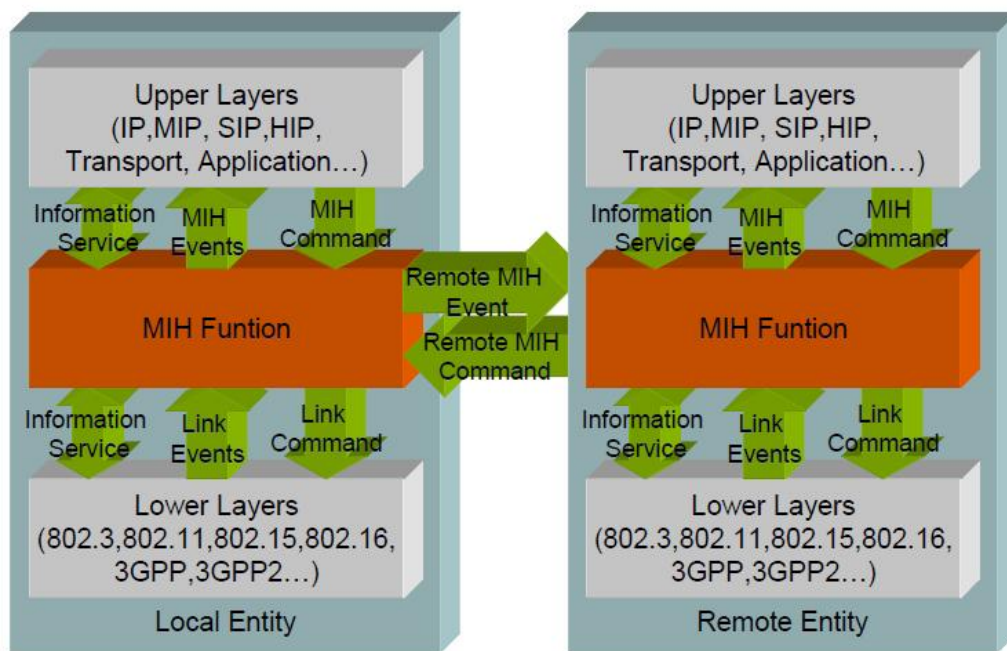 Upper Layers
(IP,MIP, SIP,HIP,
Transport, Application…)
Information
Service
MIH
Events
MIH
Command
MIH Funtion
Information
Service
Link
Events
Link
Command
Lower Layers
(802.3,802.11,802.15,802.16,
3GPP,3GPP2…)
Local Entity
Remote MIH
Event
Remote MIH
Command
Upper Layers
(IP,MIP, SIP,HIP,
Transport, Application…)
Information
Service
MIH
Events
MIH
Command
MIH Funtion
Information
Service
Link
Events
Link
Command
Lower Layers
(802.3,802.11,802.15,802.16,
3GPP,3GPP2…)
Remote Entity